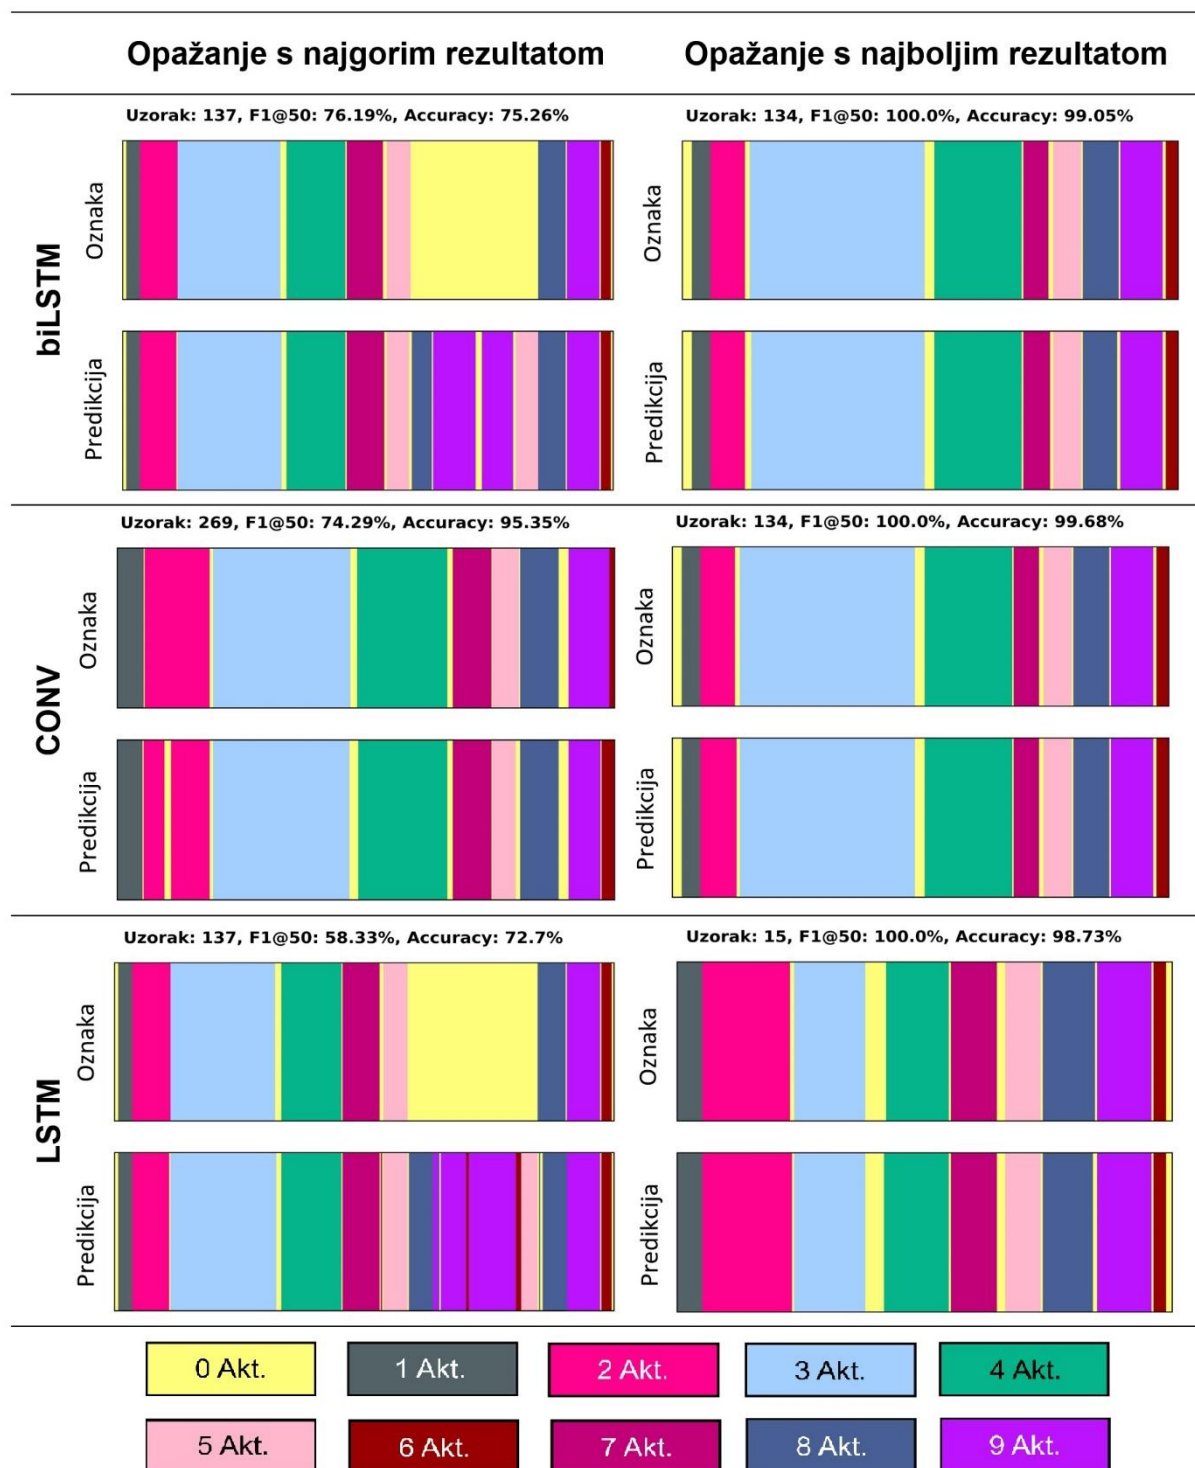 Opažanje s najgorim rezultatom
Opažanje s najboljim rezultatom
biLSTM
Uzorak: 137, F1@50: 76.19%, Accuracy: 75.26%
Oznaka
Predikcija
Uzorak: 134, F1@50: 100.0%, Accuracy: 99.05%
Oznaka
Predikcija
CONV
Uzorak: 269, F1@50: 74.29%, Accuracy: 95.35%
Oznaka
Predikcija
Uzorak: 134, F1@50: 100.0%, Accuracy: 99.68%
Oznaka
Predikcija
LSTM
Uzorak: 137, F1@50: 58.33%, Accuracy: 72.7%
Oznaka
Predikcija
Uzorak: 15, F1@50: 100.0%, Accuracy: 98.73%
Oznaka
Predikcija
0 Akt.
1 Akt.
2 Akt.
3 Akt.
4 Akt.
5 Akt.
6 Akt.
7 Akt.
8 Akt.
9 Akt.